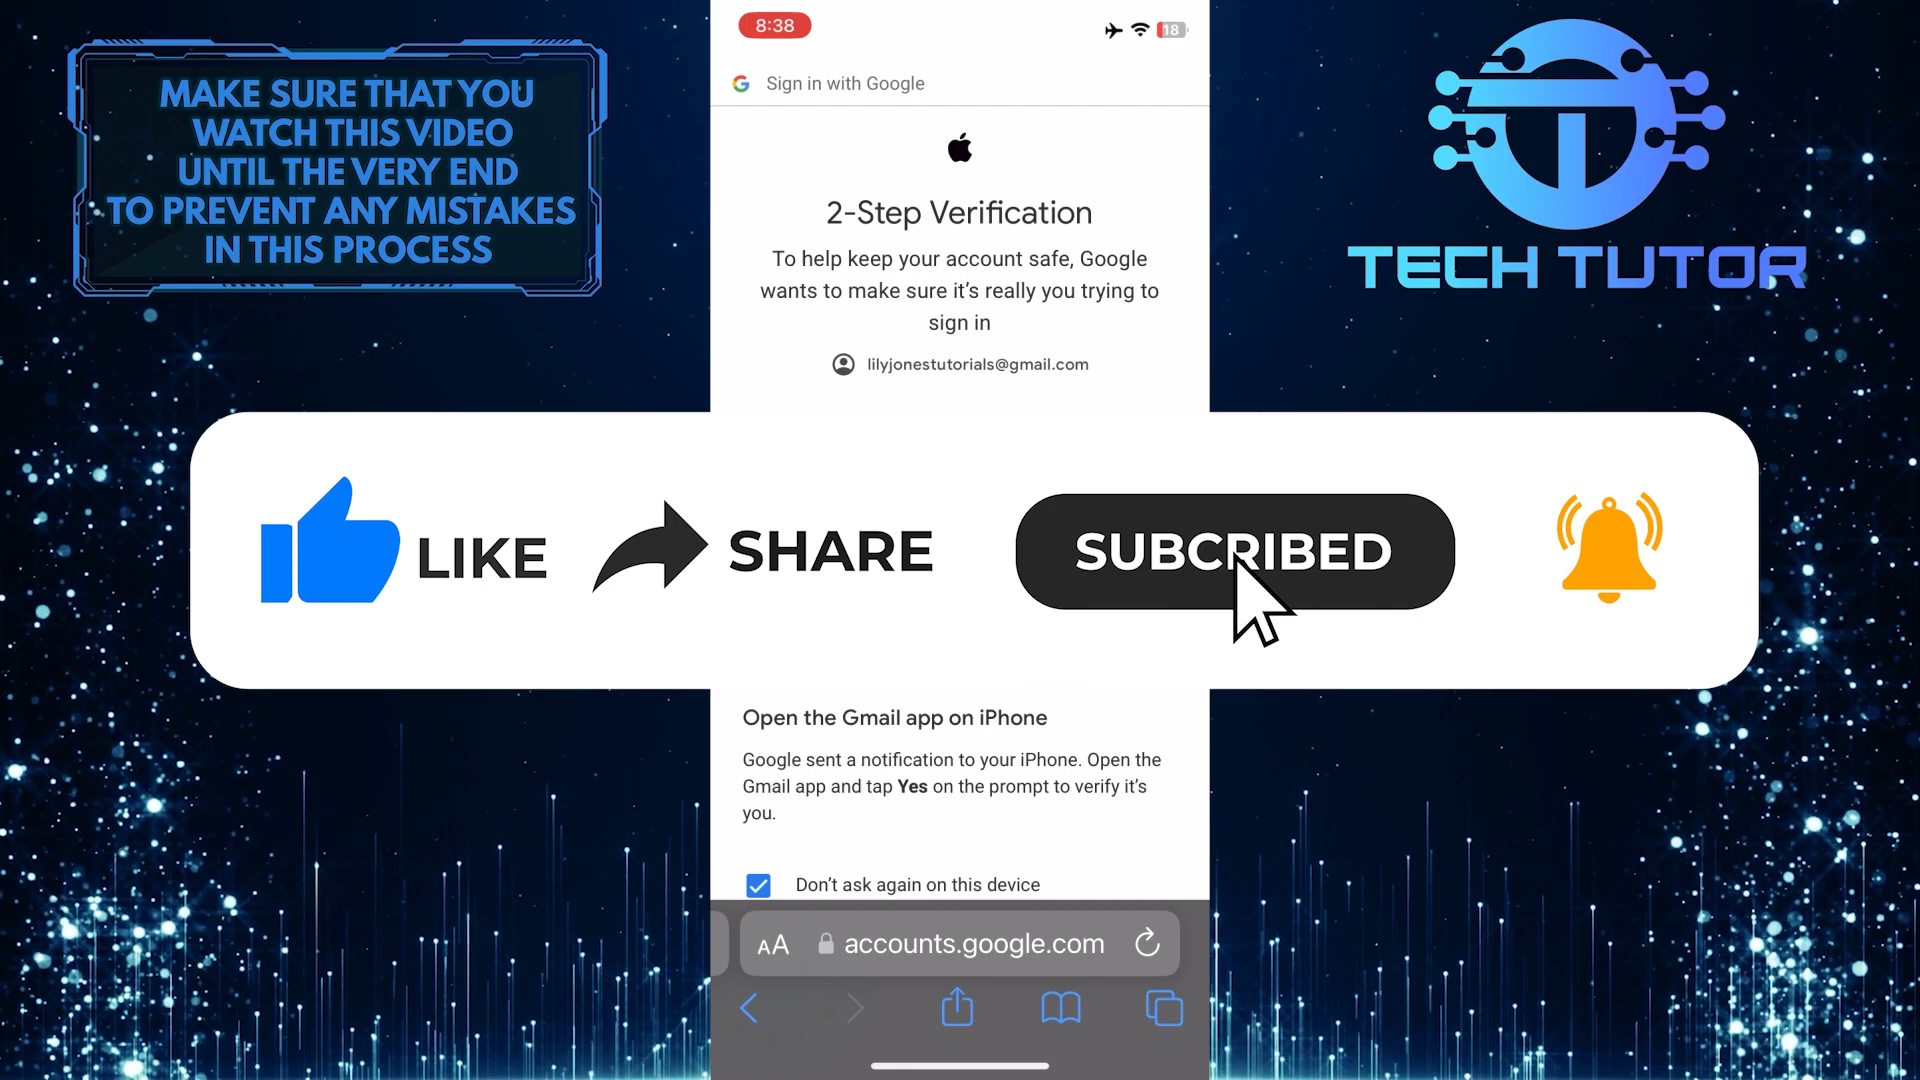 MAKE SURE THAT YOU
WATCH THIS VIDEO
UNTIL THE VERY END
TO PREVENT ANY MISTAKES
IN THIS PROCESS
8:38
18
Sign in with Google
2-Step Verification
To help keep your account safe, Google
wants to make sure it’s really you trying to
sign in
lilyjonestutorials@gmail.com
TECH TUTOR
LIKE
SHARE
SUBCRIBED
Open the Gmail app on iPhone
Google sent a notification to your iPhone. Open the
Gmail app and tap Yes on the prompt to verify it’s
you.
Don’t ask again on this device
AA accounts.google.com